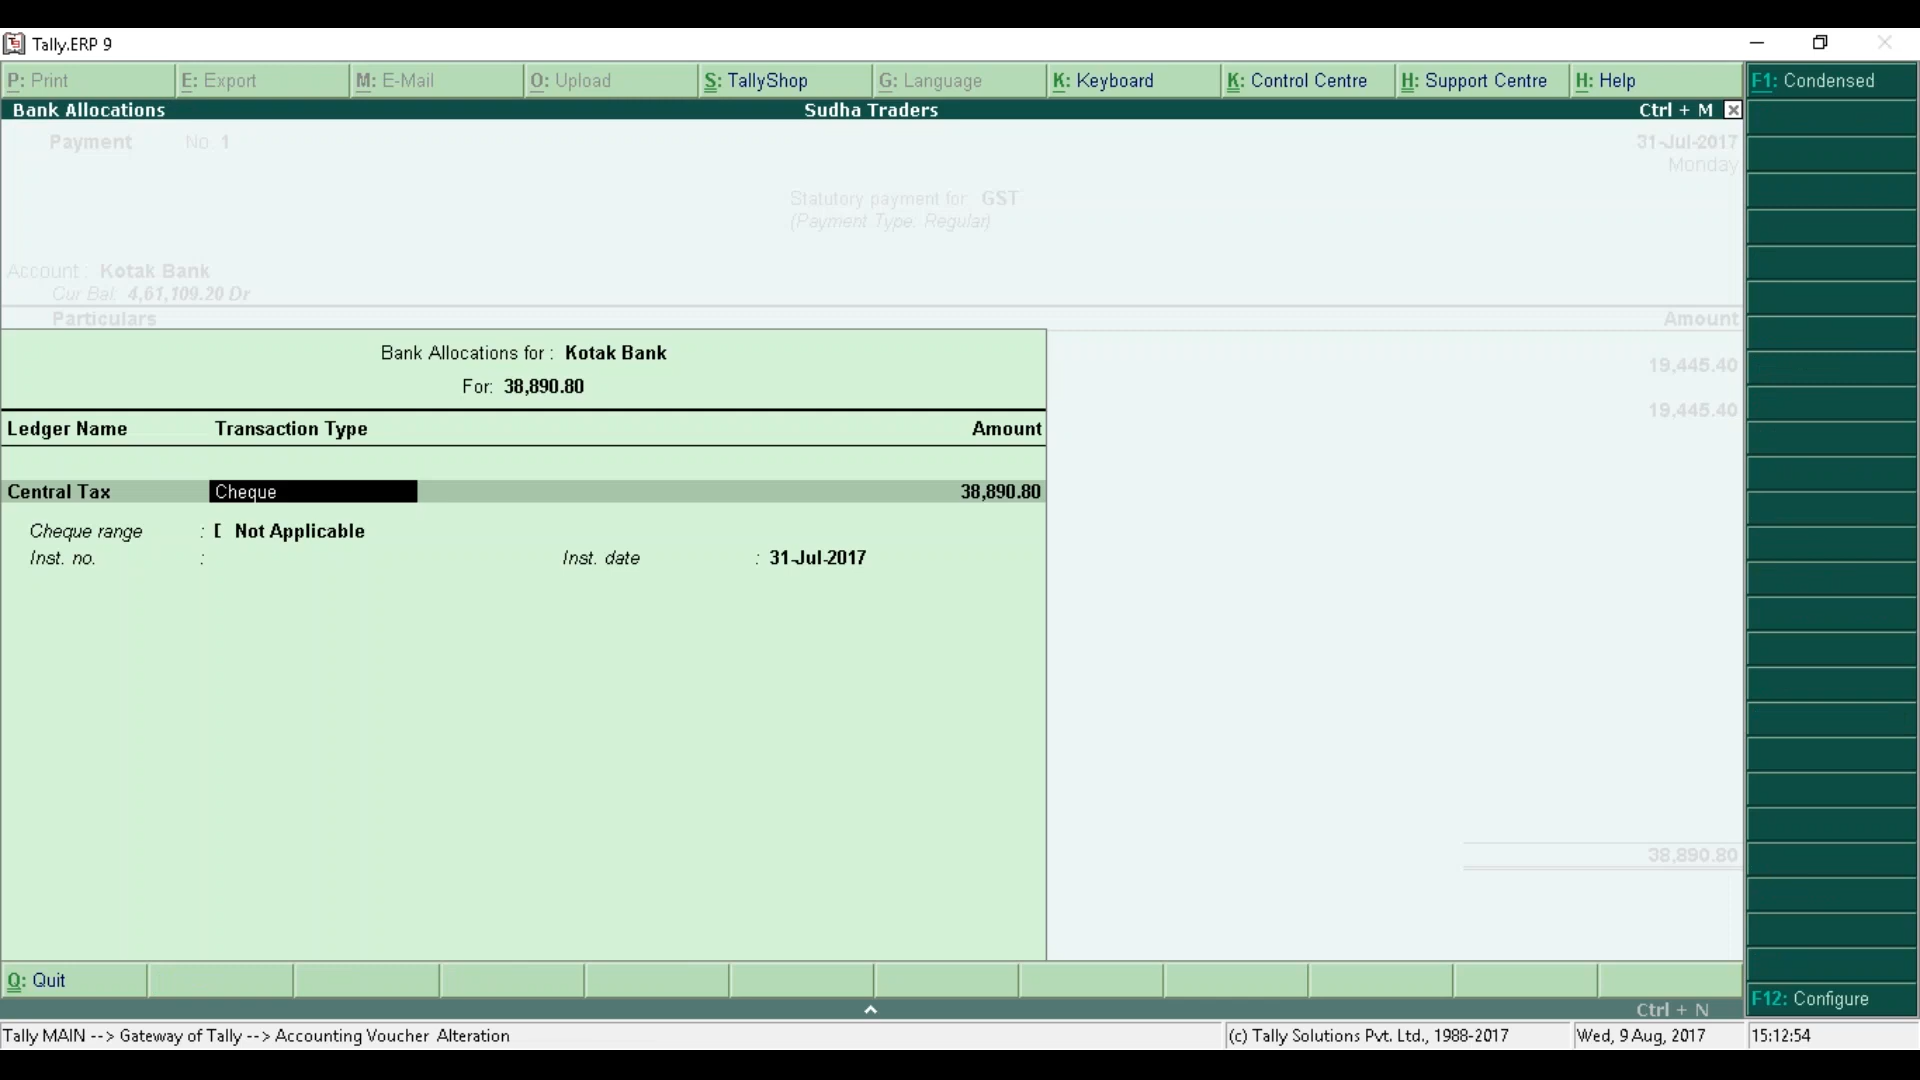 Tally.ERP 9
P: Print E: Export M: E-Mail O: Upload S: TallyShop G: Language K: Keyboard K: Control Centre H: Support Centre H: Help F1: Condensed
Bank Allocations Sudha Traders Ctrl + M
Payment No. 1 31-Jul-2017
Monday
Statutory payment for: GST
(Payment Type: Regular)
Account : Kotak Bank
Cur Bal: 4,61,109.20 Dr
Particulars Amount
Bank Allocations for : Kotak Bank
19,445.40
For: 38,890.80
19,445.40
Ledger Name Transaction Type Amount
Central Tax Cheque 38,890.80
Cheque range : [ Not Applicable
Inst. no. : Inst. date : 31-Jul-2017
38,890.80
Q: Quit
F12: Configure
Ctrl + N
Tally MAIN --> Gateway of Tally --> Accounting Voucher Alteration (c) Tally Solutions Pvt. Ltd., 1988-2017 Wed, 9 Aug, 2017 15:12:54